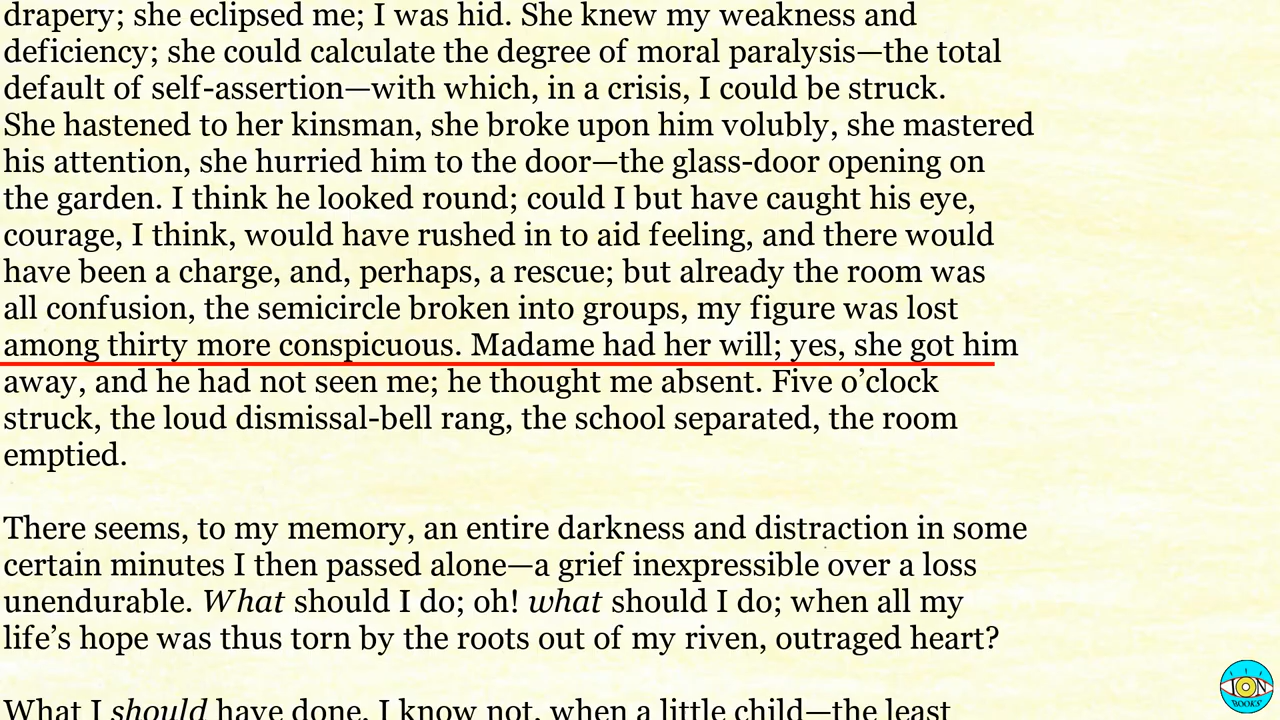 drapery; she eclipsed me; I was hid. She knew my weakness and
deficiency; she could calculate the degree of moral paralysis—the total
default of self-assertion—with which, in a crisis, I could be struck.
She hastened to her kinsman, she broke upon him volubly, she mastered
his attention, she hurried him to the door—the glass-door opening on
the garden. I think he looked round; could I but have caught his eye,
courage, I think, would have rushed in to aid feeling, and there would
have been a charge, and, perhaps, a rescue; but already the room was
all confusion, the semicircle broken into groups, my figure was lost
among thirty more conspicuous. Madame had her will; yes, she got him
away, and he had not seen me; he thought me absent. Five o’clock
struck, the loud dismissal-bell rang, the school separated, the room
emptied.
There seems, to my memory, an entire darkness and distraction in some
certain minutes I then passed alone—a grief inexpressible over a loss
unendurable. What should I do; oh! what should I do; when all my
life’s hope was thus torn by the roots out of my riven, outraged heart?
What I should have done, I know not, when a little child—the least
ION
BOOKS